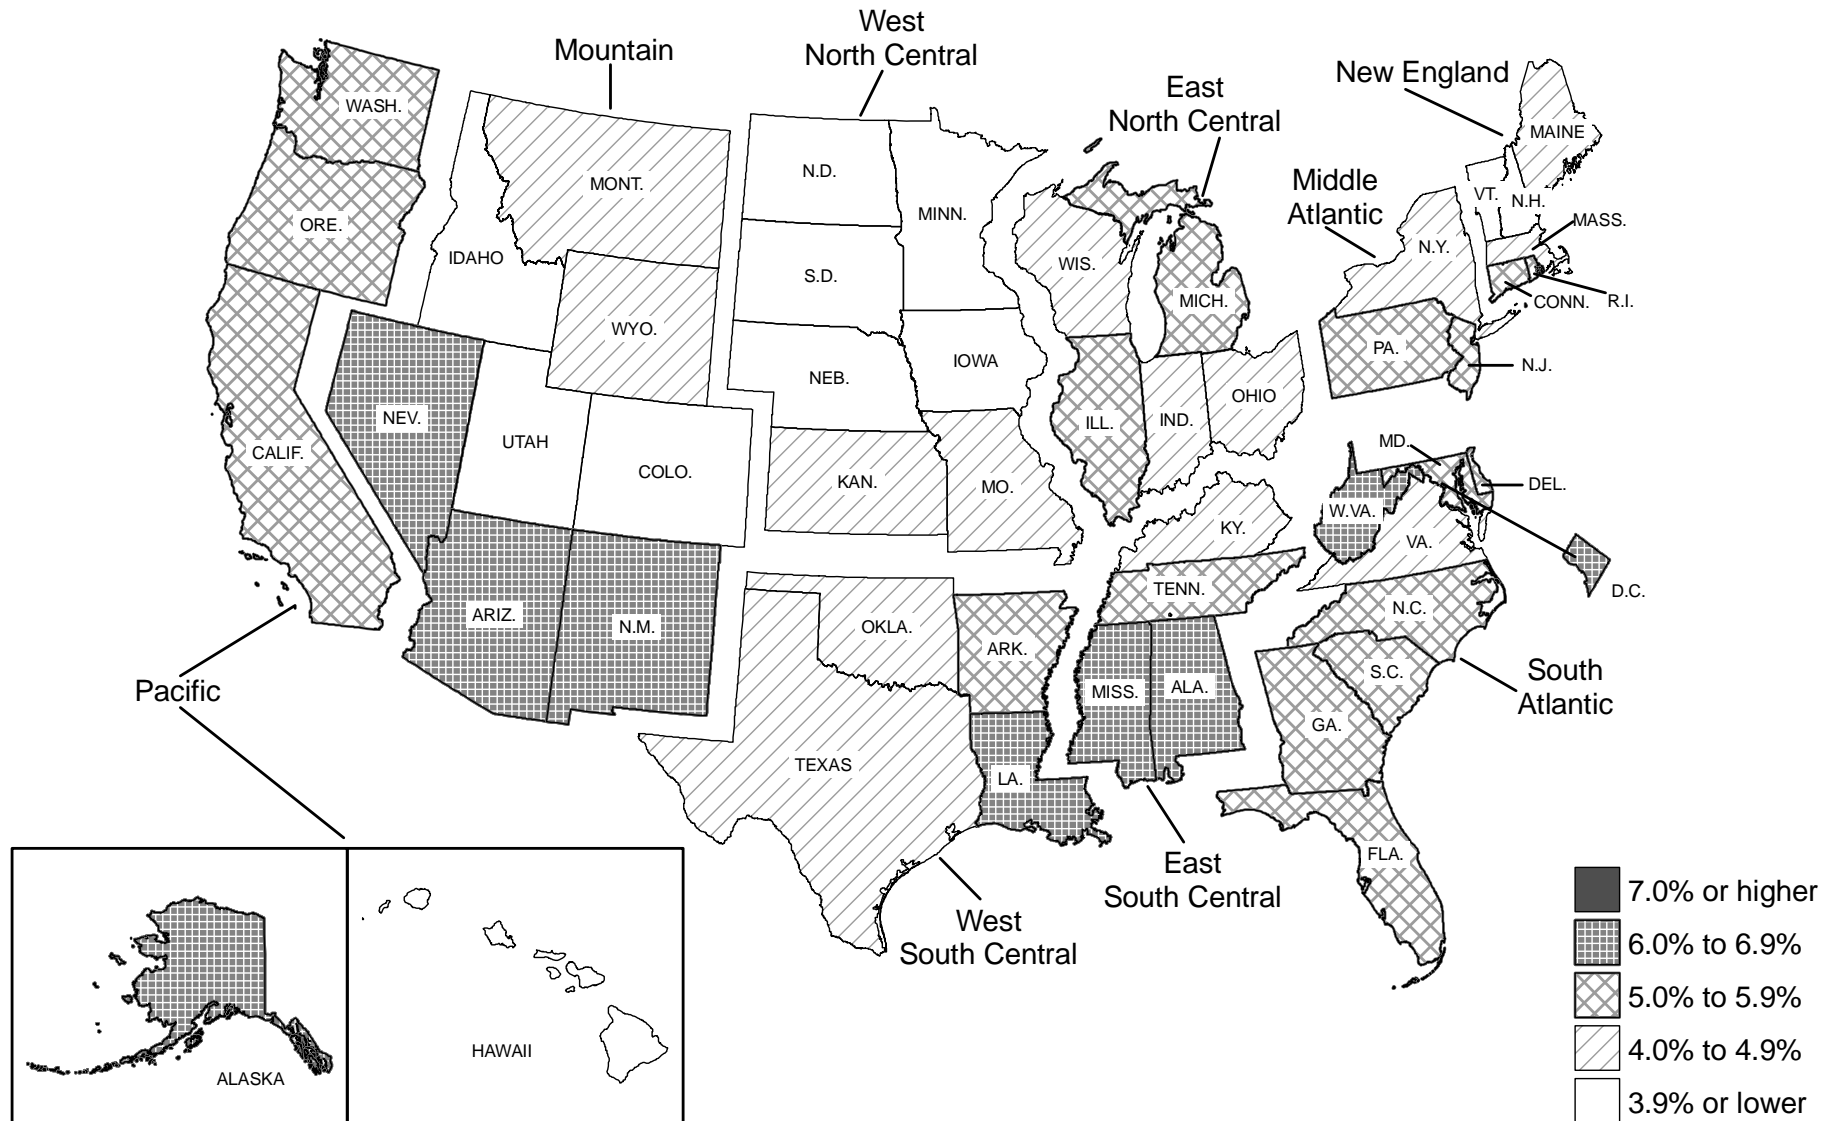 West
North Central
Mountain
East
North Central
New England
WASH.
MAINE
MONT.
N.D.
MINN.
Middle
Atlantic
VT.
N.H.
MASS.
ORE.
N.Y.
IDAHO
S.D.
WIS.
MICH.
CONN.
R.I.
WYO.
PA.
N.J.
IOWA
NEB.
OHIO
NEV.
IND.
ILL.
UTAH
COLO.
CALIF.
MD.
KAN.
MO.
DEL.
W.VA.
KY.
VA.
TENN.
D.C.
ARIZ.
N.M.
OKLA.
ARK.
N.C.
S.C.
South
Atlantic
Pacific
MISS.
ALA.
GA.
TEXAS
LA.
FLA.
East
South Central
West
South Central
7.0% or higher
6.0% to 6.9%
5.0% to 5.9%
4.0% to 4.9%
3.9% or lower
HAWAII
ALASKA